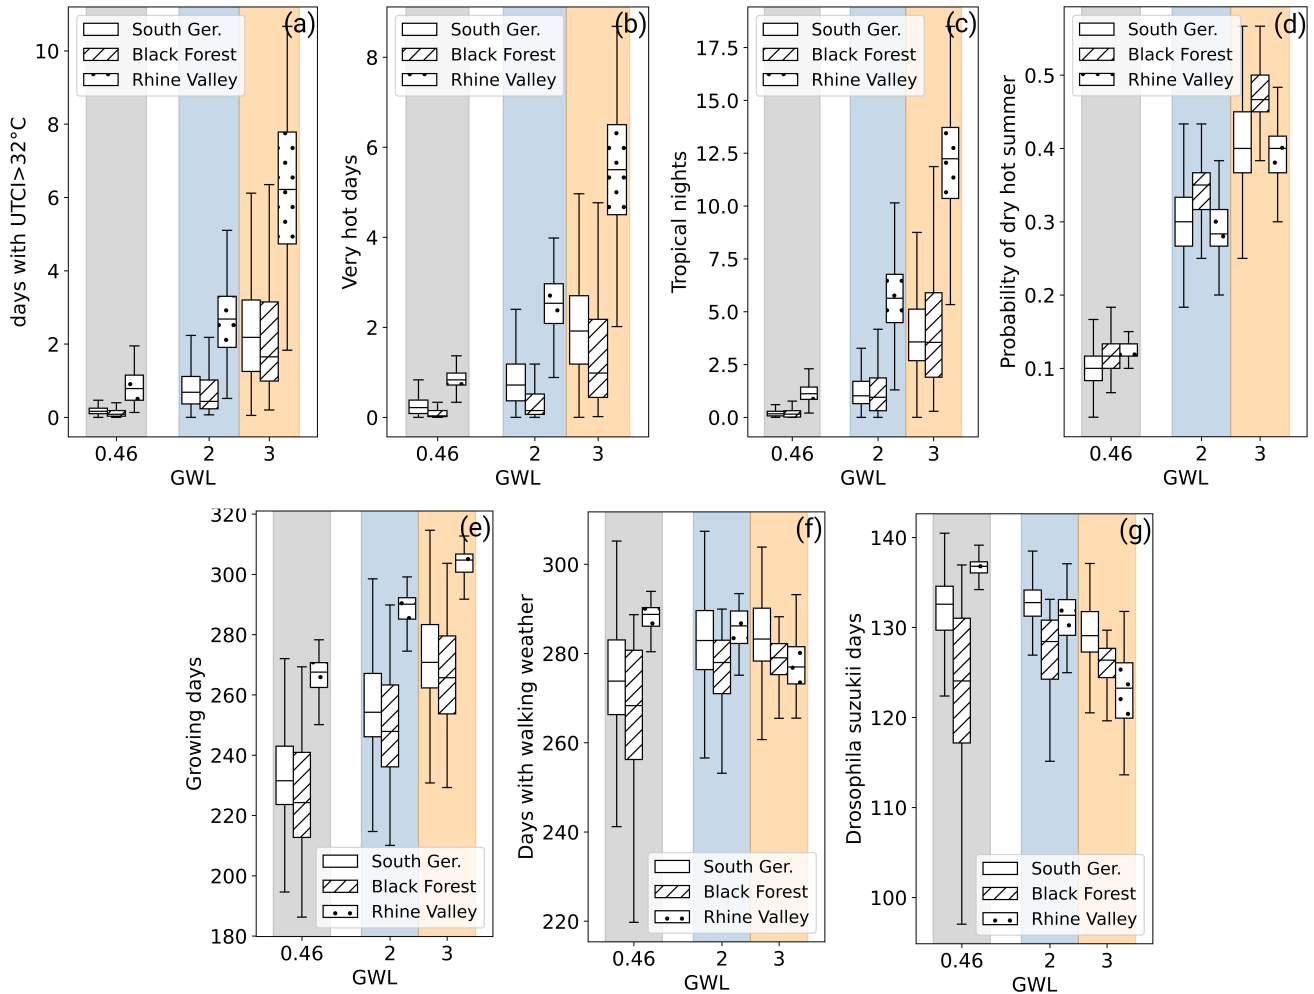 (a)
South Ger.
Black Forest
Rhine Valley
days with UTCI>32°C
10
8
6
4
2
0
0.46 2 3
GWL
(b)
South Ger.
Black Forest
Rhine Valley
Very hot days
8
6
4
2
0
0.46 2 3
GWL
(c)
South Ger.
Black Forest
Rhine Valley
Tropical nights
17.5
15.0
12.5
10.0
7.5
5.0
2.5
0.0
0.46 2 3
GWL
(d)
South Ger.
Black Forest
Rhine Valley
Probability of dry hot summer
0.5
0.4
0.3
0.2
0.1
0.46 2 3
GWL
(e)
Growing days
320
300
280
260
240
220
200
180
South Ger.
Black Forest
Rhine Valley
0.46 2 3
GWL
(f)
Days with walking weather
300
280
260
240
220
South Ger.
Black Forest
Rhine Valley
0.46 2 3
GWL
(g)
Drosophila suzukii days
140
130
120
110
100
South Ger.
Black Forest
Rhine Valley
0.46 2 3
GWL